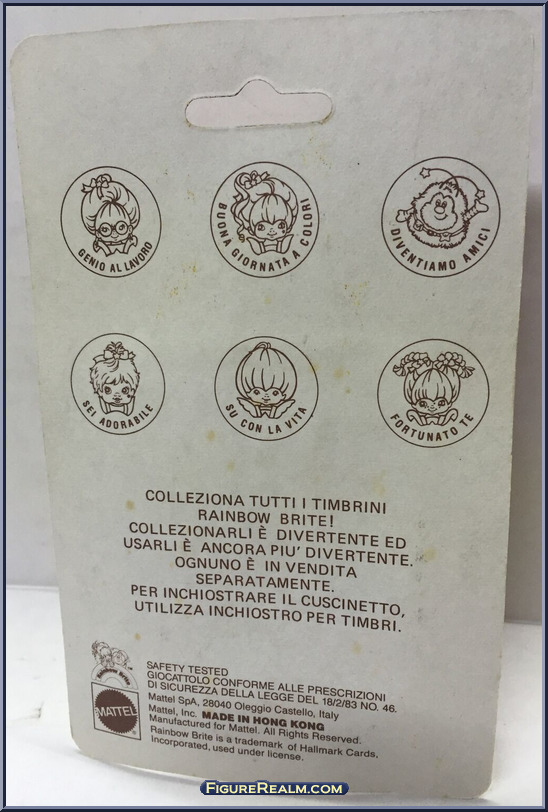 GENIO AL LAVORO
BUONA GIORNATA A COLORI
DIVENTIAMO AMICI
SEI ADORABILE
SU CON LA VITA
FORTUNATO TE
COLLEZIONA TUTTI I TIMBRINI
RAINBOW BRITE!
COLLEZIONARLI È DIVERTENTE ED
USARLI È ANCORA PIU' DIVERTENTE.
OGNUNO È IN VENDITA
SEPARATAMENTE.
PER INCHIOSTRARE IL CUSCINETTO,
UTILIZZA INCHIOSTRO PER TIMBRI.
RAINBOW BRITE
MATTEL
SAFETY TESTED
GIOCATTOLO CONFORME ALLE PRESCRIZIONI
DI SICUREZZA DELLA LEGGE DEL 18/2/83 NO. 46.
Mattel SpA, 28040 Oleggio Castello, Italy
Mattel, Inc. MADE IN HONG KONG
Manufactured for Mattel. All Rights Reserved.
Rainbow Brite is a trademark of Hallmark Cards,
Incorporated, used under license.
FIGUREREALM.COM